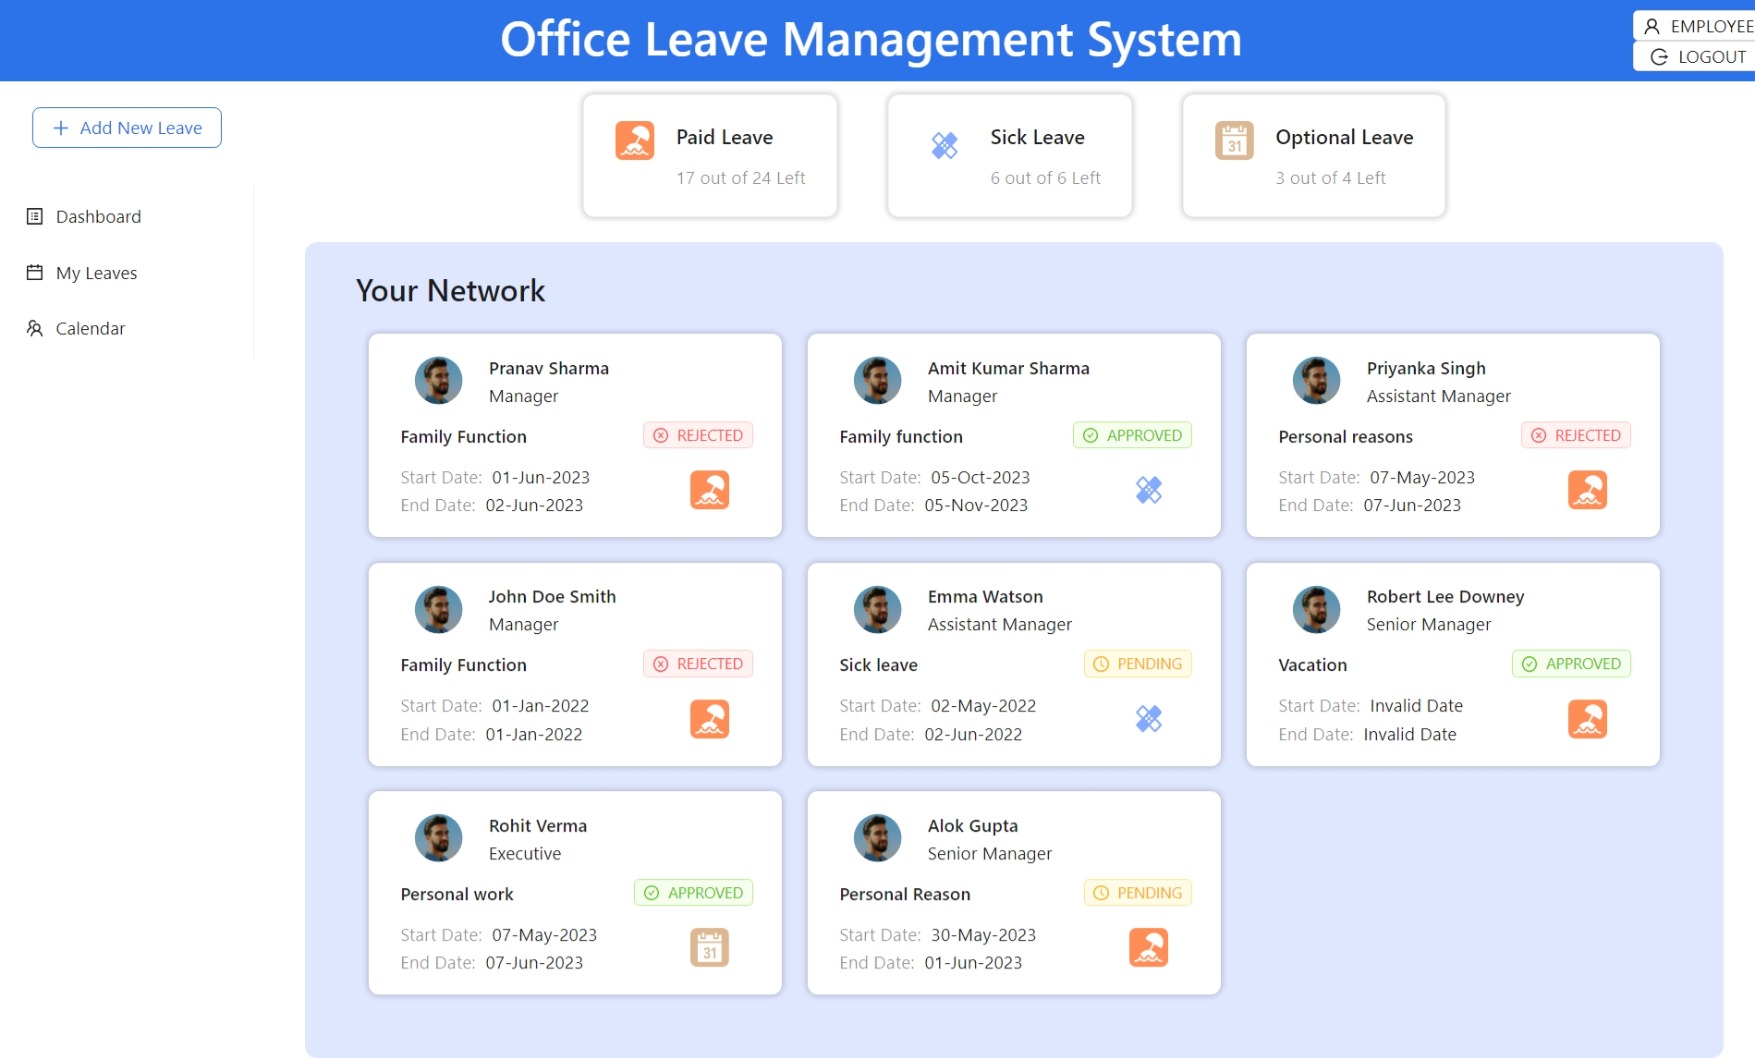 Office Leave Management System
EMPLOYEE
LOGOUT
Add New Leave
Dashboard
My Leaves
Calendar
Paid Leave
17 out of 24 Left
Sick Leave
6 out of 6 Left
31
Optional Leave
3 out of 4 Left
Your Network
Pranav Sharma
Manager
Family Function
REJECTED
Start Date: 01-Jun-2023
End Date: 02-Jun-2023
Amit Kumar Sharma
Manager
Family function
APPROVED
Start Date: 05-Oct-2023
End Date: 05-Nov-2023
Priyanka Singh
Assistant Manager
Personal reasons
REJECTED
Start Date: 07-May-2023
End Date: 07-Jun-2023
John Doe Smith
Manager
Family Function
REJECTED
Start Date: 01-Jan-2022
End Date: 01-Jan-2022
Emma Watson
Assistant Manager
Sick leave
PENDING
Start Date: 02-May-2022
End Date: 02-Jun-2022
Robert Lee Downey
Senior Manager
Vacation
APPROVED
Start Date: Invalid Date
End Date: Invalid Date
Rohit Verma
Executive
Personal work
APPROVED
Start Date: 07-May-2023
End Date: 07-Jun-2023
31
Alok Gupta
Senior Manager
Personal Reason
PENDING
Start Date: 30-May-2023
End Date: 01-Jun-2023